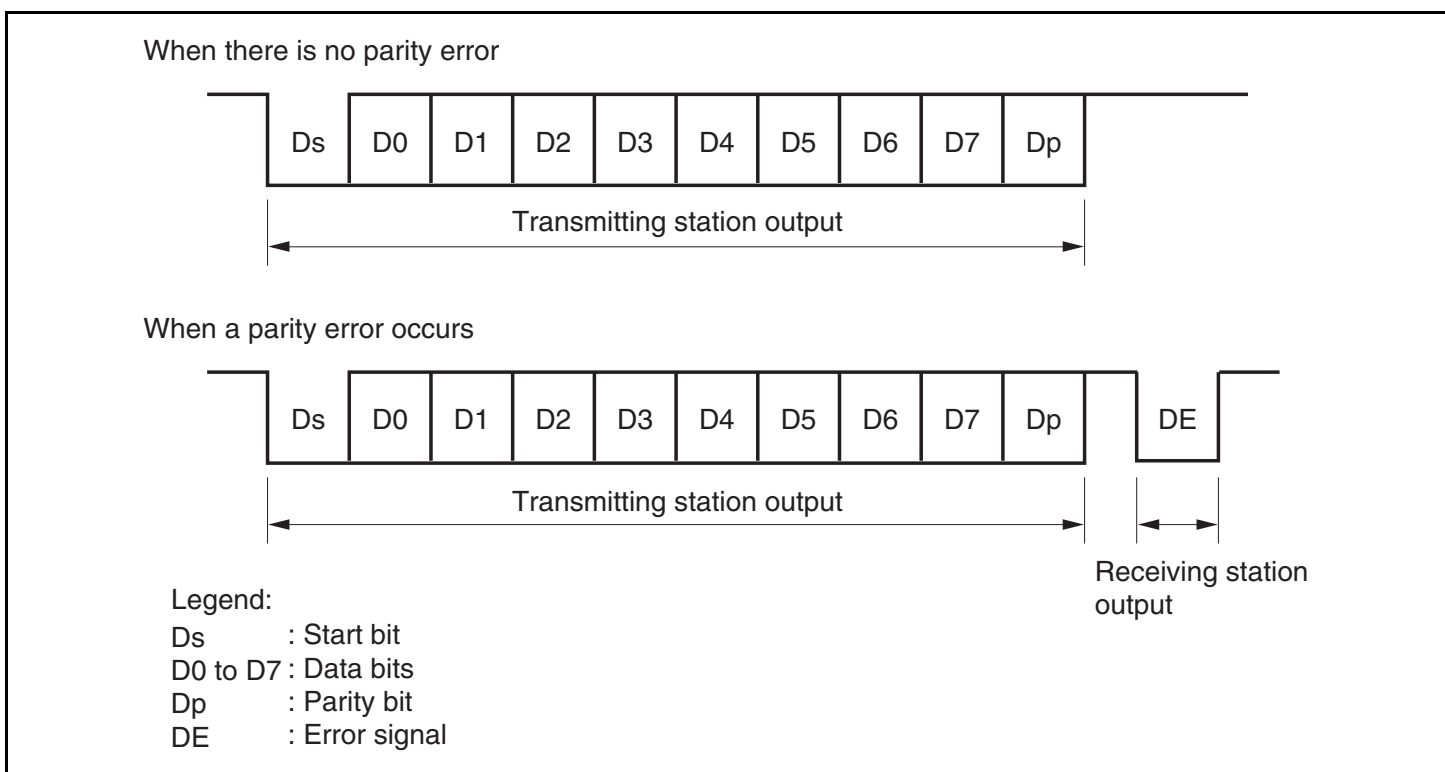 When there is no parity error
Ds D0 D1 D2 D3 D4 D5 D6 D7 Dp
Transmitting station output
When a parity error occurs
Ds D0 D1 D2 D3 D4 D5 D6 D7 Dp DE
Transmitting station output
Receiving station
output
Legend:
Ds : Start bit
D0 to D7 : Data bits
Dp : Parity bit
DE : Error signal